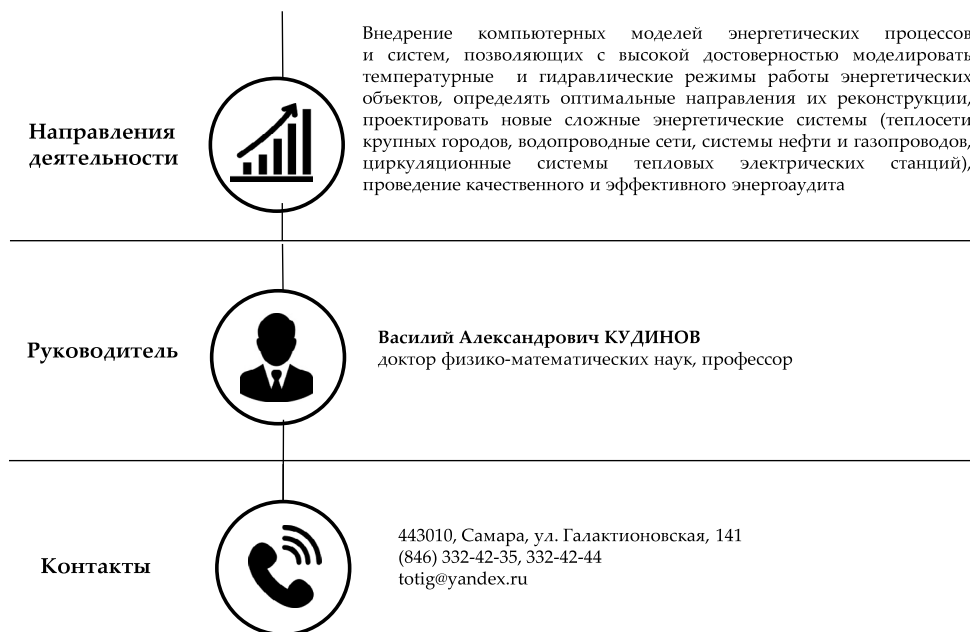 Направления
деятельности
Внедрение компьютерных моделей энергетических процессов
и систем, позволяющих с высокой достоверностью моделировать
температурные и гидравлические режимы работы энергетических
объектов, определять оптимальные направления их реконструкции,
проектировать новые сложные энергетические системы (теплосети
крупных городов, водопроводные сети, системы нефти и газопроводов,
циркуляционные системы тепловых электрических станций),
проведение качественного и эффективного энергоаудита
Руководитель
Василий Александрович КУДИНОВ
доктор физико-математических наук, профессор
Контакты
443010, Самара, ул. Галактионовская, 141
(846) 332-42-35, 332-42-44
totig@yandex.ru